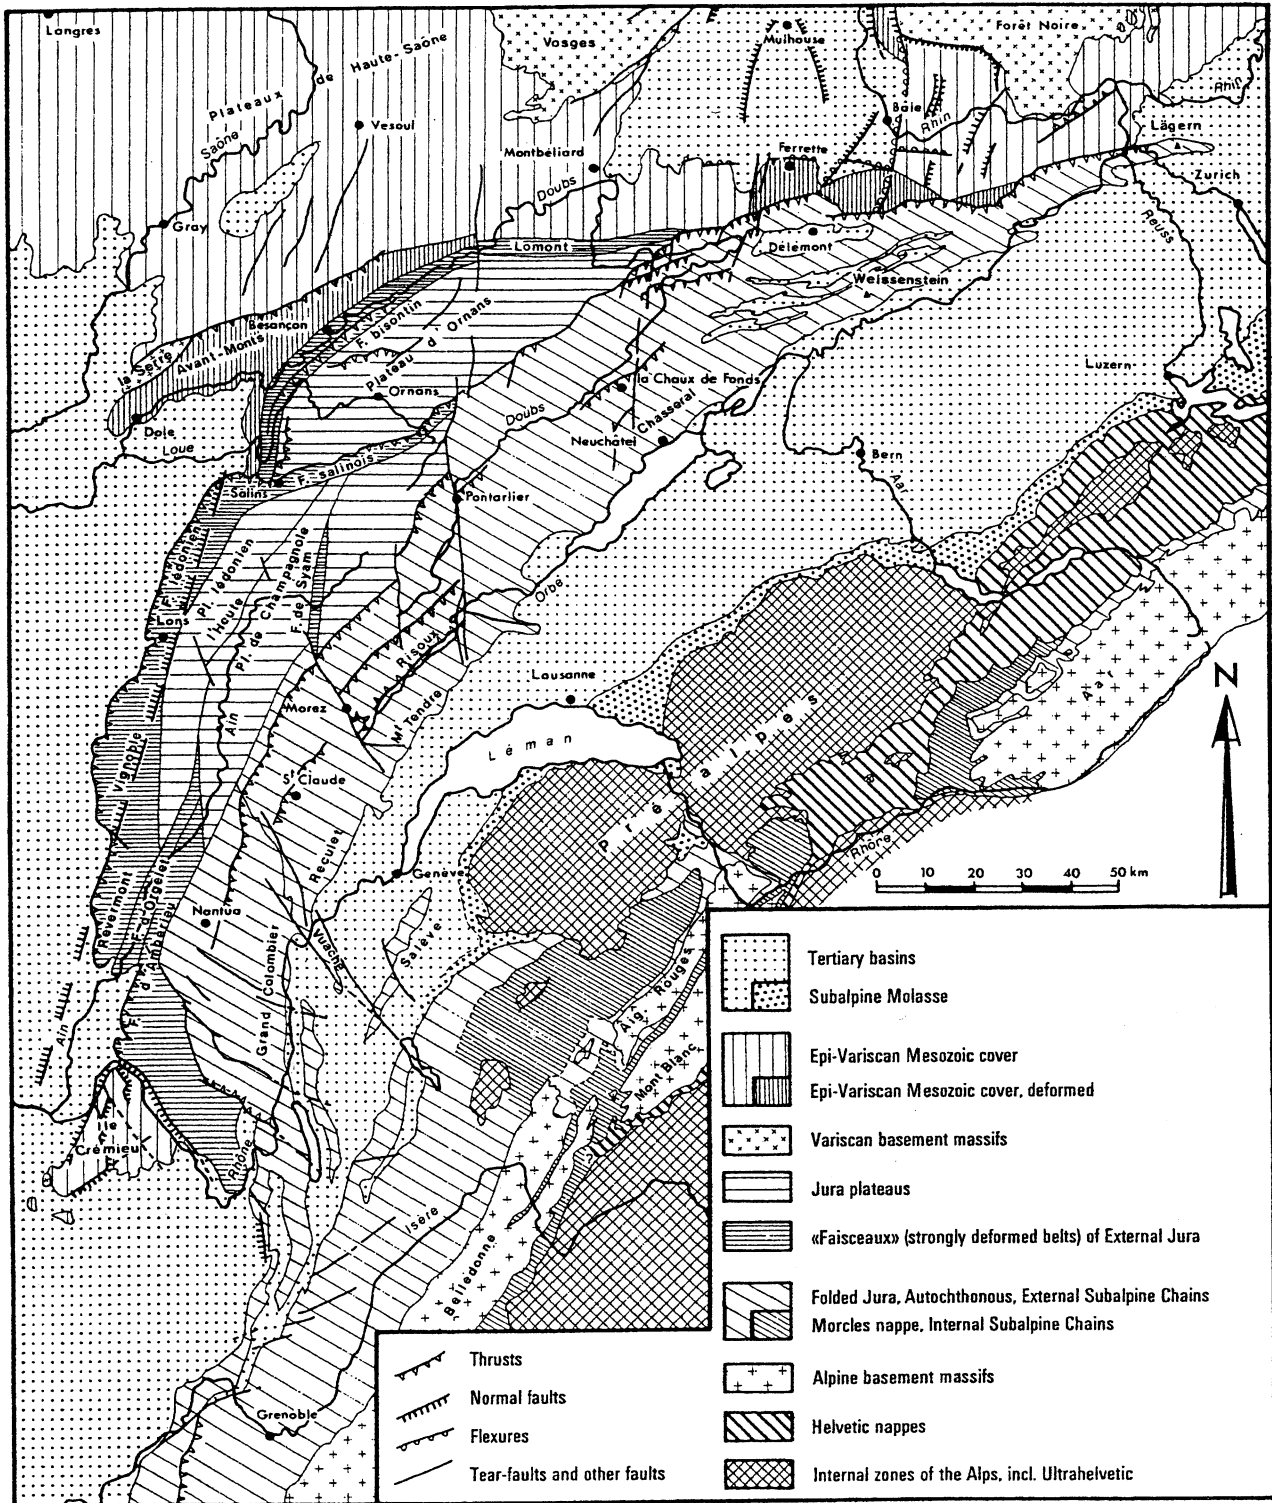 Langres
Plateaux de Haute-Saône
Vosges
Mulhouse
Forêt Noire
Rhin
Saône
Vesoul
Bâle
Rhin
Lägern
Montbéliard
Ferrette
Doubs
Zurich
Gray
Reuss
Lomont
Délémont
Weissenstein
Besançon
F. bisontin
Plateau d'Ornans
la Serre
Avant-Monts
Ornans
Luzern
la Chaux de Fonds
Doubs
Chasseral
Dole
Loue
Neuchâtel
Bern
F. salinois
Salins
Aar
Pontarlier
F. lédonien
Pl. lédonien
l'Heute
Pl. de Champagnole
F. de Syam
Orbe
Lons
Risoux
Lausanne
Aar
N
Ain
Morez
Mt Tendre
Léman
Préalpes
Vignoble
St Claude
Reculet
Rhône
0 10 20 30 40 50 km
Genève
Revermont
F. d'Orgelet
F. d'Ambérieu
Nantua
Vuache
Salève
Grand Colombier
Aig. Rouges
Ain
Mont Blanc
Île
Crémieu
Rhône
Isère
Belledonne
Grenoble
Tertiary basins
Subalpine Molasse
Epi-Variscan Mesozoic cover
Epi-Variscan Mesozoic cover, deformed
Variscan basement massifs
Jura plateaus
«Faisceaux» (strongly deformed belts) of External Jura
Folded Jura, Autochthonous, External Subalpine Chains
Morcles nappe, Internal Subalpine Chains
Alpine basement massifs
Helvetic nappes
Internal zones of the Alps, incl. Ultrahelvetic
Thrusts
Normal faults
Flexures
Tear-faults and other faults